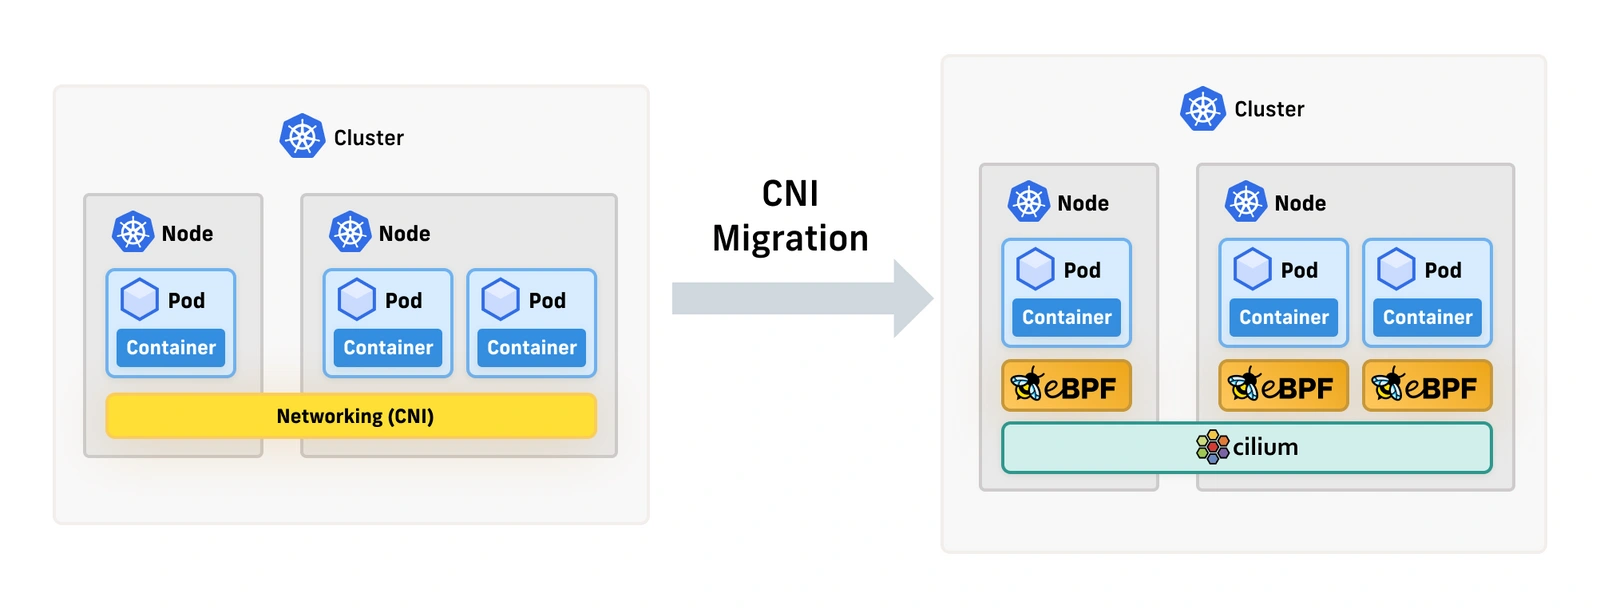 Cluster
Node
Pod
Container
Node
Pod
Container
Pod
Container
Networking (CNI)
CNI
Migration
Cluster
Node
Pod
Container
eBPF
Node
Pod
Container
eBPF
Pod
Container
eBPF
cilium